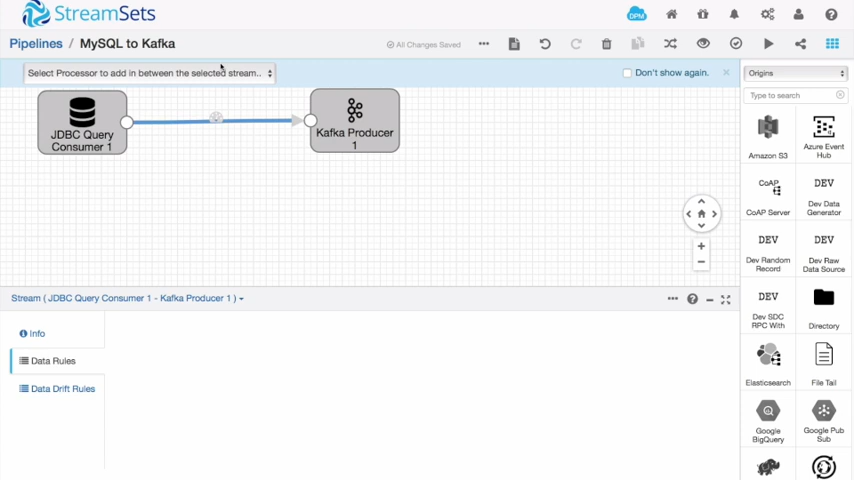 StreamSets
DPM
Pipelines / MySQL to Kafka
All Changes Saved
Select Processor to add in between the selected stream..
Don't show again.
×
Origins
Type to search
JDBC Query
Consumer 1
Kafka Producer
1
Amazon S3
Azure Event
Hub
CoAP
CoAP Server
DEV
Dev Data
Generator
DEV
Dev Random
Record
DEV
Dev Raw
Data Source
DEV
Dev SDC
RPC With
Directory
Elasticsearch
File Tail
Google
BigQuery
Google Pub
Sub
Stream ( JDBC Query Consumer 1 - Kafka Producer 1 )
Info
Data Rules
Data Drift Rules